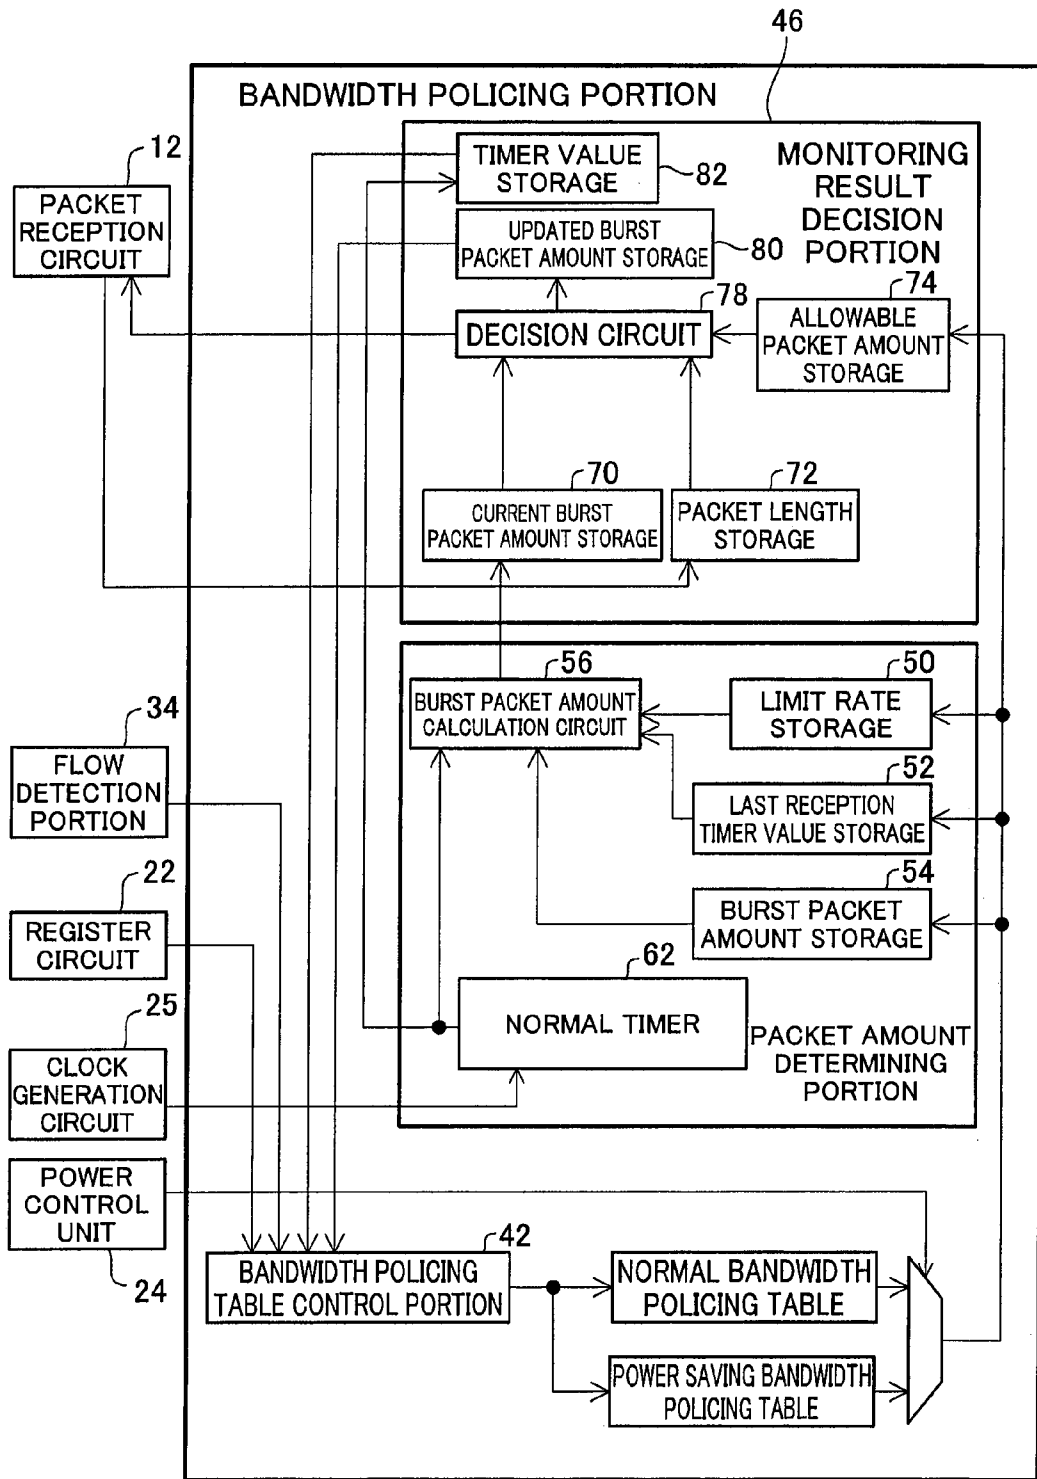 46
BANDWIDTH POLICING PORTION
12
PACKET
RECEPTION
CIRCUIT
TIMER VALUE
STORAGE
82
MONITORING
RESULT
DECISION
PORTION
UPDATED BURST
PACKET AMOUNT STORAGE
80
78
DECISION CIRCUIT
74
ALLOWABLE
PACKET AMOUNT
STORAGE
70
CURRENT BURST
PACKET AMOUNT STORAGE
72
PACKET LENGTH
STORAGE
56
BURST PACKET AMOUNT
CALCULATION CIRCUIT
50
LIMIT RATE
STORAGE
34
FLOW
DETECTION
PORTION
52
LAST RECEPTION
TIMER VALUE STORAGE
22
REGISTER
CIRCUIT
54
BURST PACKET
AMOUNT STORAGE
62
NORMAL TIMER
25
CLOCK
GENERATION
CIRCUIT
PACKET AMOUNT
DETERMINING
PORTION
POWER
CONTROL
UNIT
24
42
BANDWIDTH POLICING
TABLE CONTROL PORTION
NORMAL BANDWIDTH
POLICING TABLE
POWER SAVING BANDWIDTH
POLICING TABLE